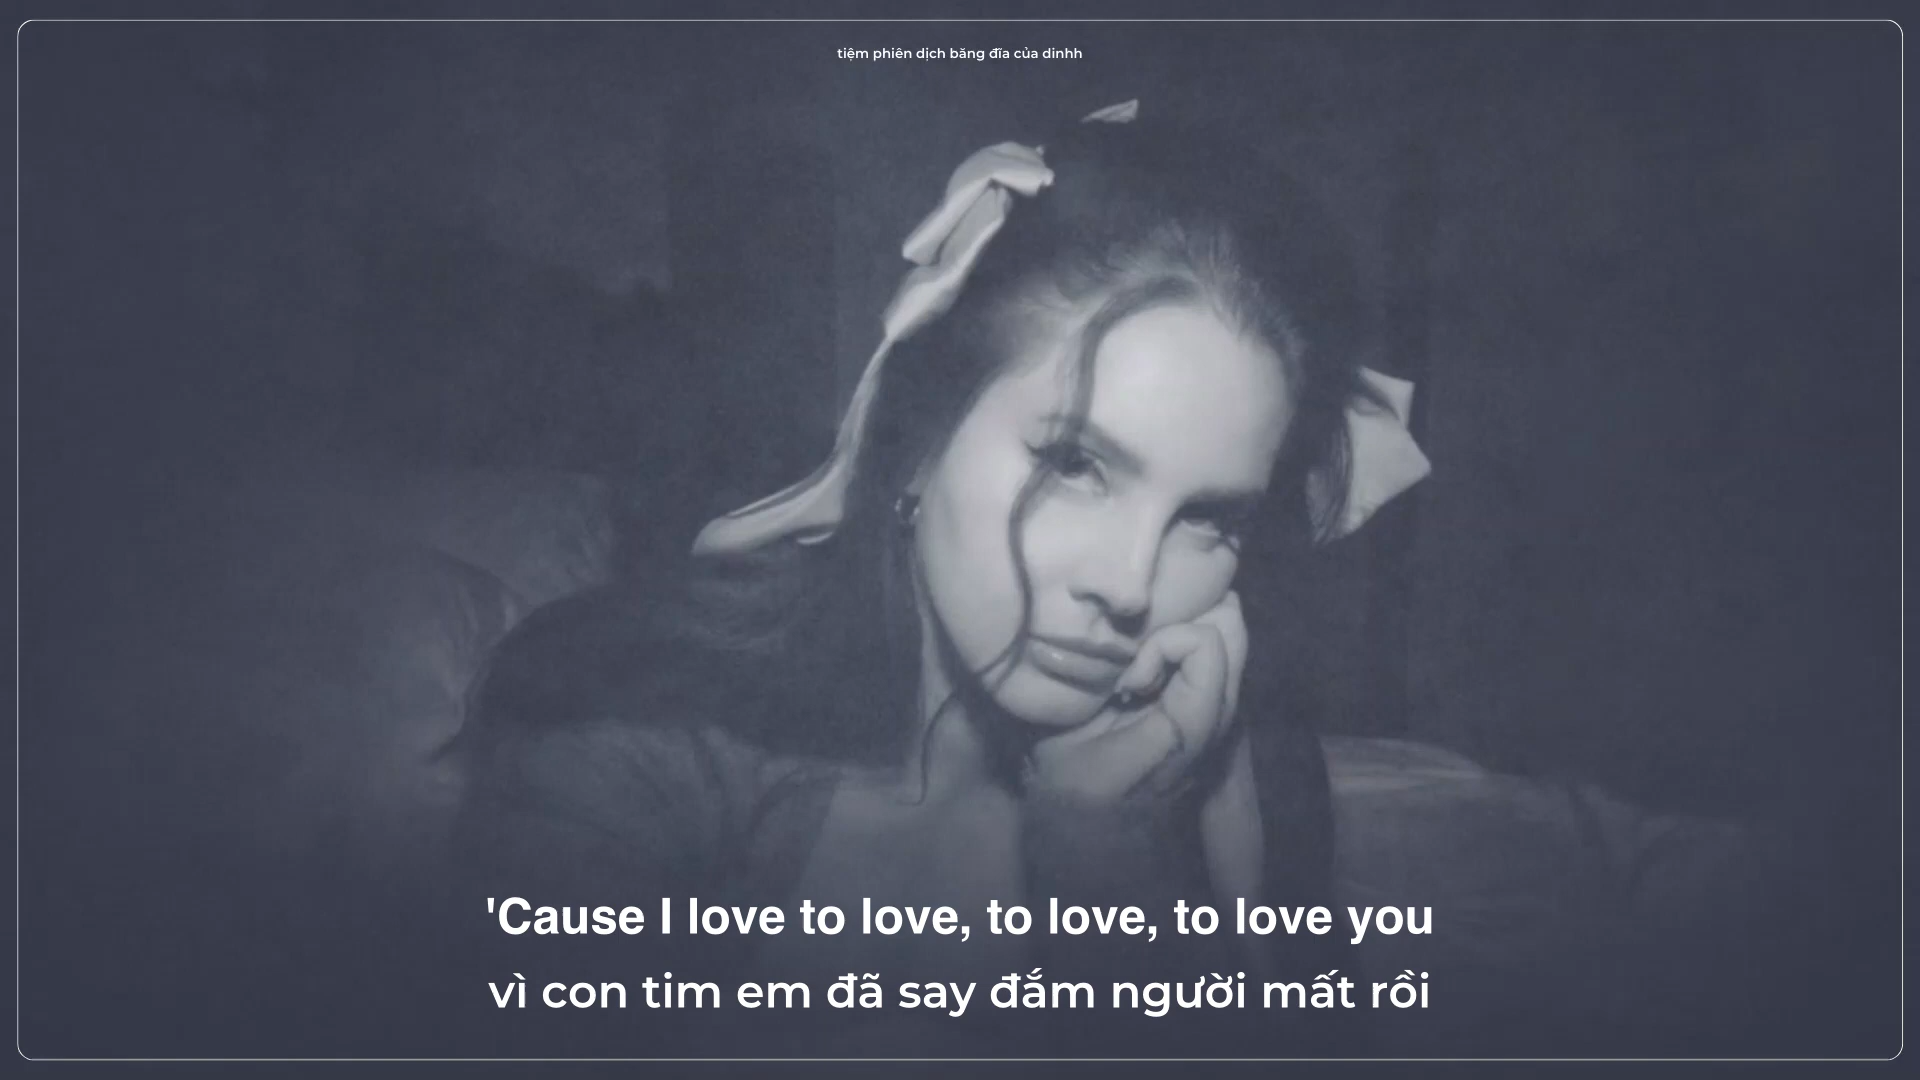 tiệm phiên dịch băng đĩa của dinhh
'Cause I love to love, to love, to love you
vì con tim em đã say đắm người mất rồi